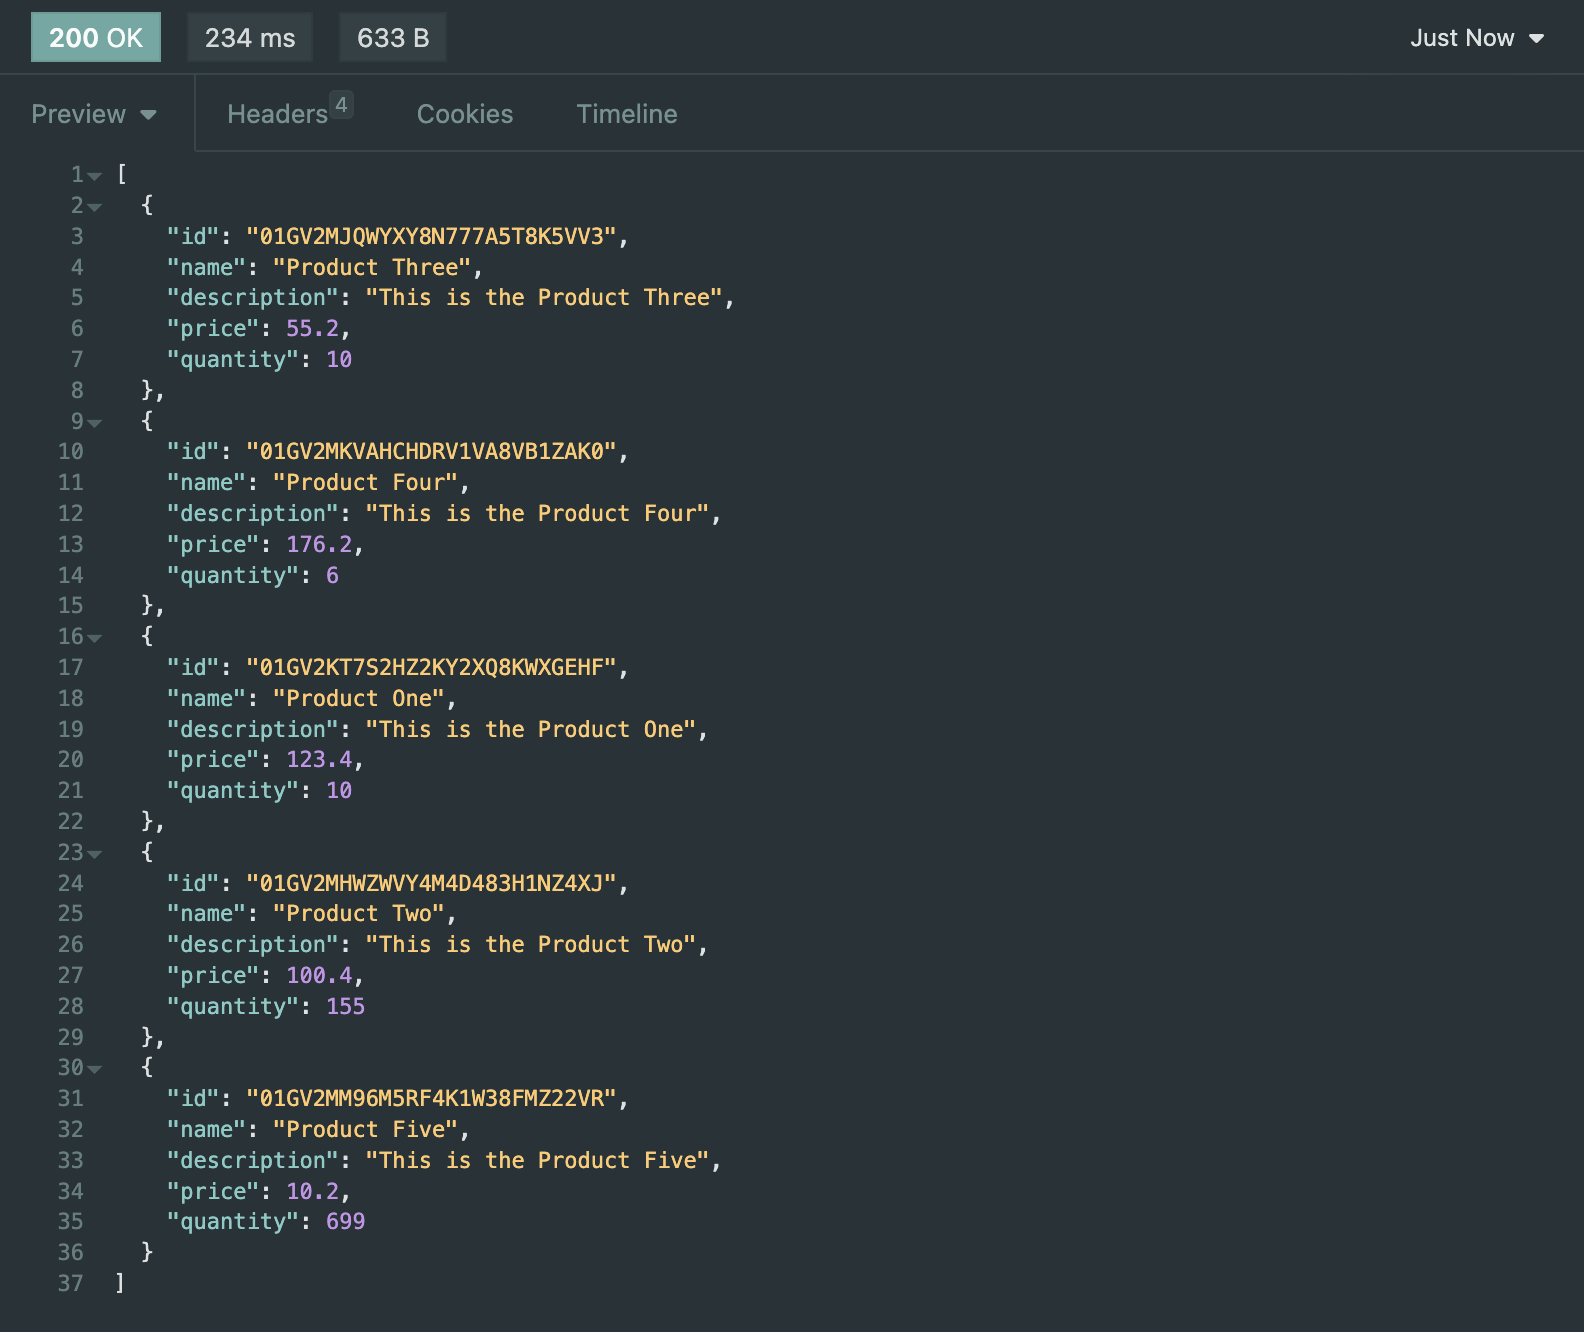 200 OK 234 ms 633 B Just Now
Preview Headers 4 Cookies Timeline
1 [
2 {
3 "id": "01GV2MJQWYXY8N777A5T8K5VV3",
4 "name": "Product Three",
5 "description": "This is the Product Three",
6 "price": 55.2,
7 "quantity": 10
8 },
9 {
10 "id": "01GV2MKVAHCHDRV1VA8VB1ZAK0",
11 "name": "Product Four",
12 "description": "This is the Product Four",
13 "price": 176.2,
14 "quantity": 6
15 },
16 {
17 "id": "01GV2KT7S2HZ2KY2XQ8KWXGEHF",
18 "name": "Product One",
19 "description": "This is the Product One",
20 "price": 123.4,
21 "quantity": 10
22 },
23 {
24 "id": "01GV2MHWZWVY4M4D483H1NZ4XJ",
25 "name": "Product Two",
26 "description": "This is the Product Two",
27 "price": 100.4,
28 "quantity": 155
29 },
30 {
31 "id": "01GV2MM96M5RF4K1W38FMZ22VR",
32 "name": "Product Five",
33 "description": "This is the Product Five",
34 "price": 10.2,
35 "quantity": 699
36 }
37 ]